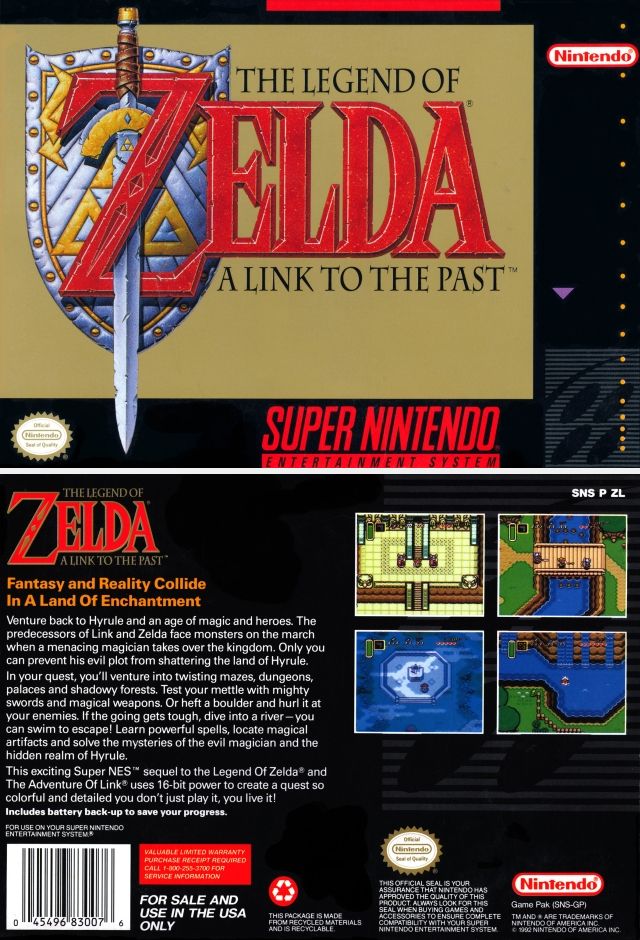 THE LEGEND OF
ZELDA®
A LINK TO THE PAST™
Nintendo®
Official
Nintendo
Seal of Quality
SUPER NINTENDO
ENTERTAINMENT SYSTEM
THE LEGEND OF
ZELDA
A LINK TO THE PAST™
SNS P ZL
Fantasy and Reality Collide
In A Land Of Enchantment
Venture back to Hyrule and an age of magic and heroes. The
predecessors of Link and Zelda face monsters on the march
when a menacing magician takes over the kingdom. Only you
can prevent his evil plot from shattering the land of Hyrule.
In your quest, you'll venture into twisting mazes, dungeons,
palaces and shadowy forests. Test your mettle with mighty
swords and magical weapons. Or heft a boulder and hurl it at
your enemies. If the going gets tough, dive into a river—you
can swim to escape! Learn powerful spells, locate magical
artifacts and solve the mysteries of the evil magician and the
hidden realm of Hyrule.
This exciting Super NES™ sequel to the Legend Of Zelda® and
The Adventure Of Link® uses 16-bit power to create a quest so
colorful and detailed you don't just play it, you live it!
Includes battery back-up to save your progress.
FOR USE ON YOUR SUPER NINTENDO
ENTERTAINMENT SYSTEM®
0 45496 83007 6
VALUABLE LIMITED WARRANTY
PURCHASE RECEIPT REQUIRED
CALL 1-800-255-3700 FOR
SERVICE INFORMATION
FOR SALE AND
USE IN THE USA
ONLY
THIS PACKAGE IS MADE
FROM RECYCLED MATERIALS
AND IS RECYCLABLE.
Official
Nintendo
Seal of Quality
THIS OFFICIAL SEAL IS YOUR
ASSURANCE THAT NINTENDO HAS
APPROVED THE QUALITY OF THIS
PRODUCT. ALWAYS LOOK FOR THIS
SEAL WHEN BUYING GAMES AND
ACCESSORIES TO ENSURE COMPLETE
COMPATIBILITY WITH YOUR SUPER
NINTENDO ENTERTAINMENT SYSTEM.
Nintendo®
Game Pak (SNS-GP)
TM AND ® ARE TRADEMARKS OF
NINTENDO OF AMERICA INC.
© 1992 NINTENDO OF AMERICA INC.